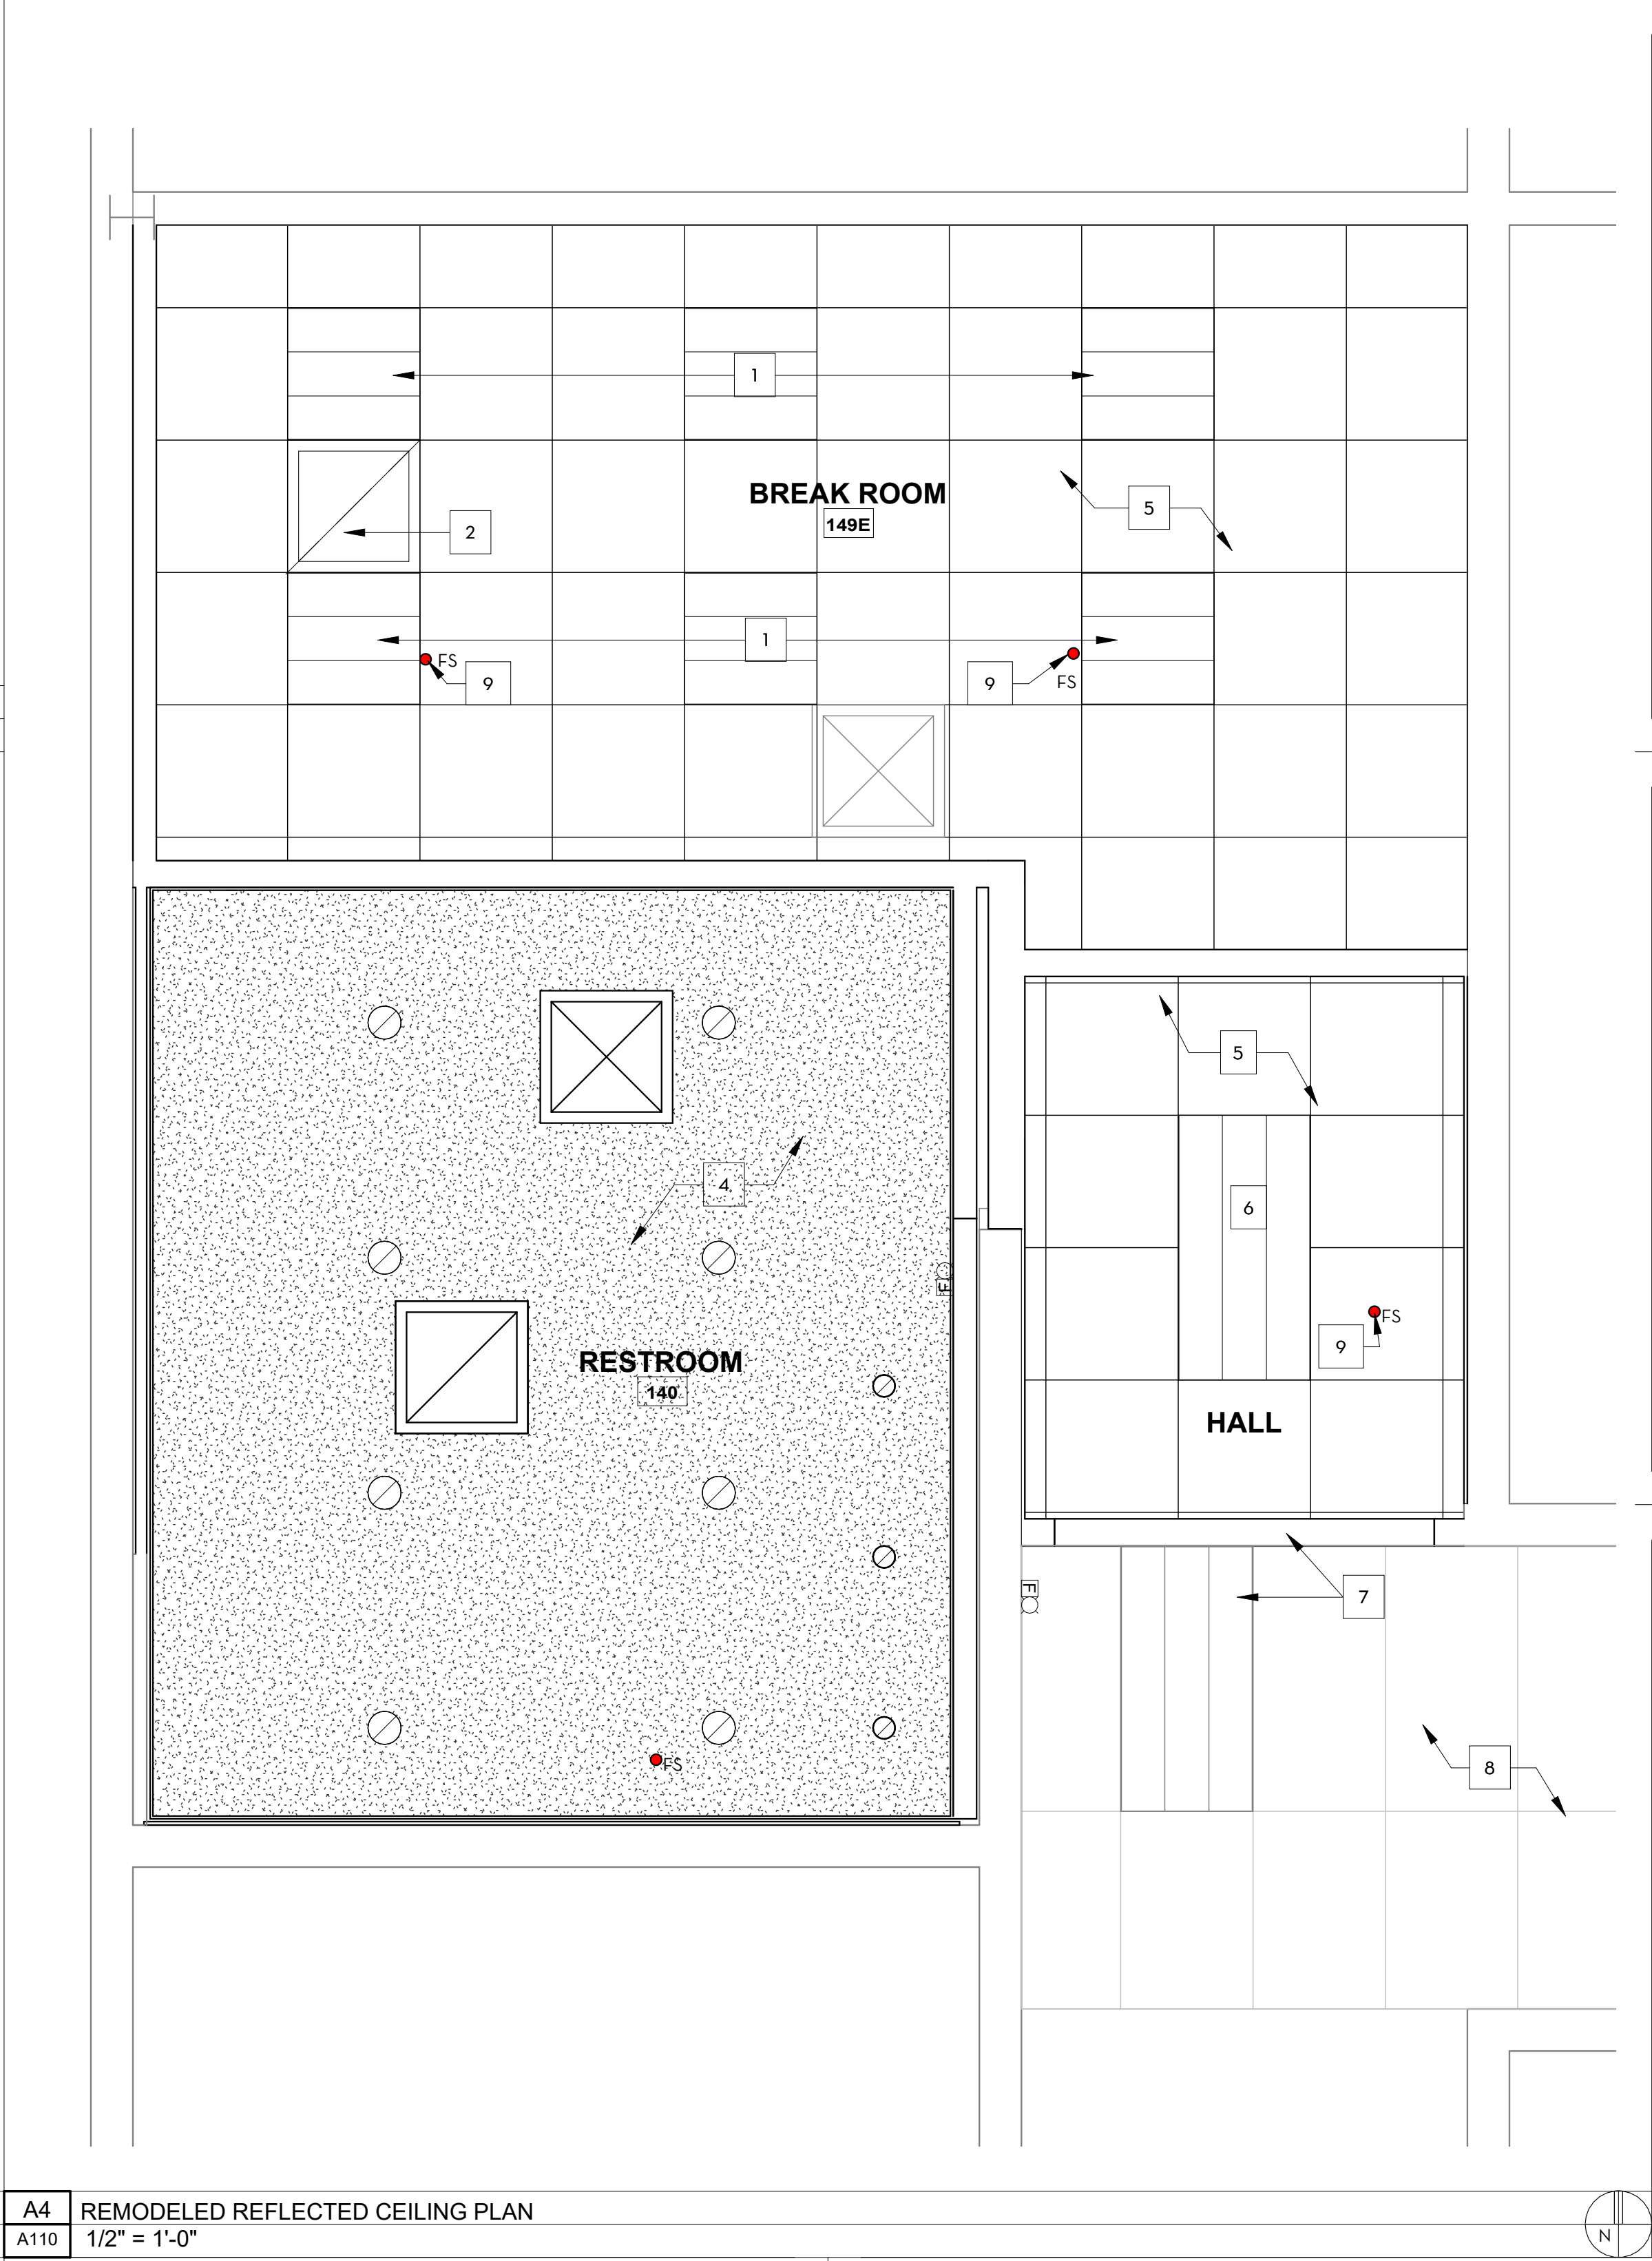 1
BREAK ROOM
149E
5
2
1
FS
9
9
FS
5
4
6
F
FS
9
RESTROOM
140
HALL
F
7
FS
8
A4
REMODELED REFLECTED CEILING PLAN
A110
1/2" = 1'-0"
N